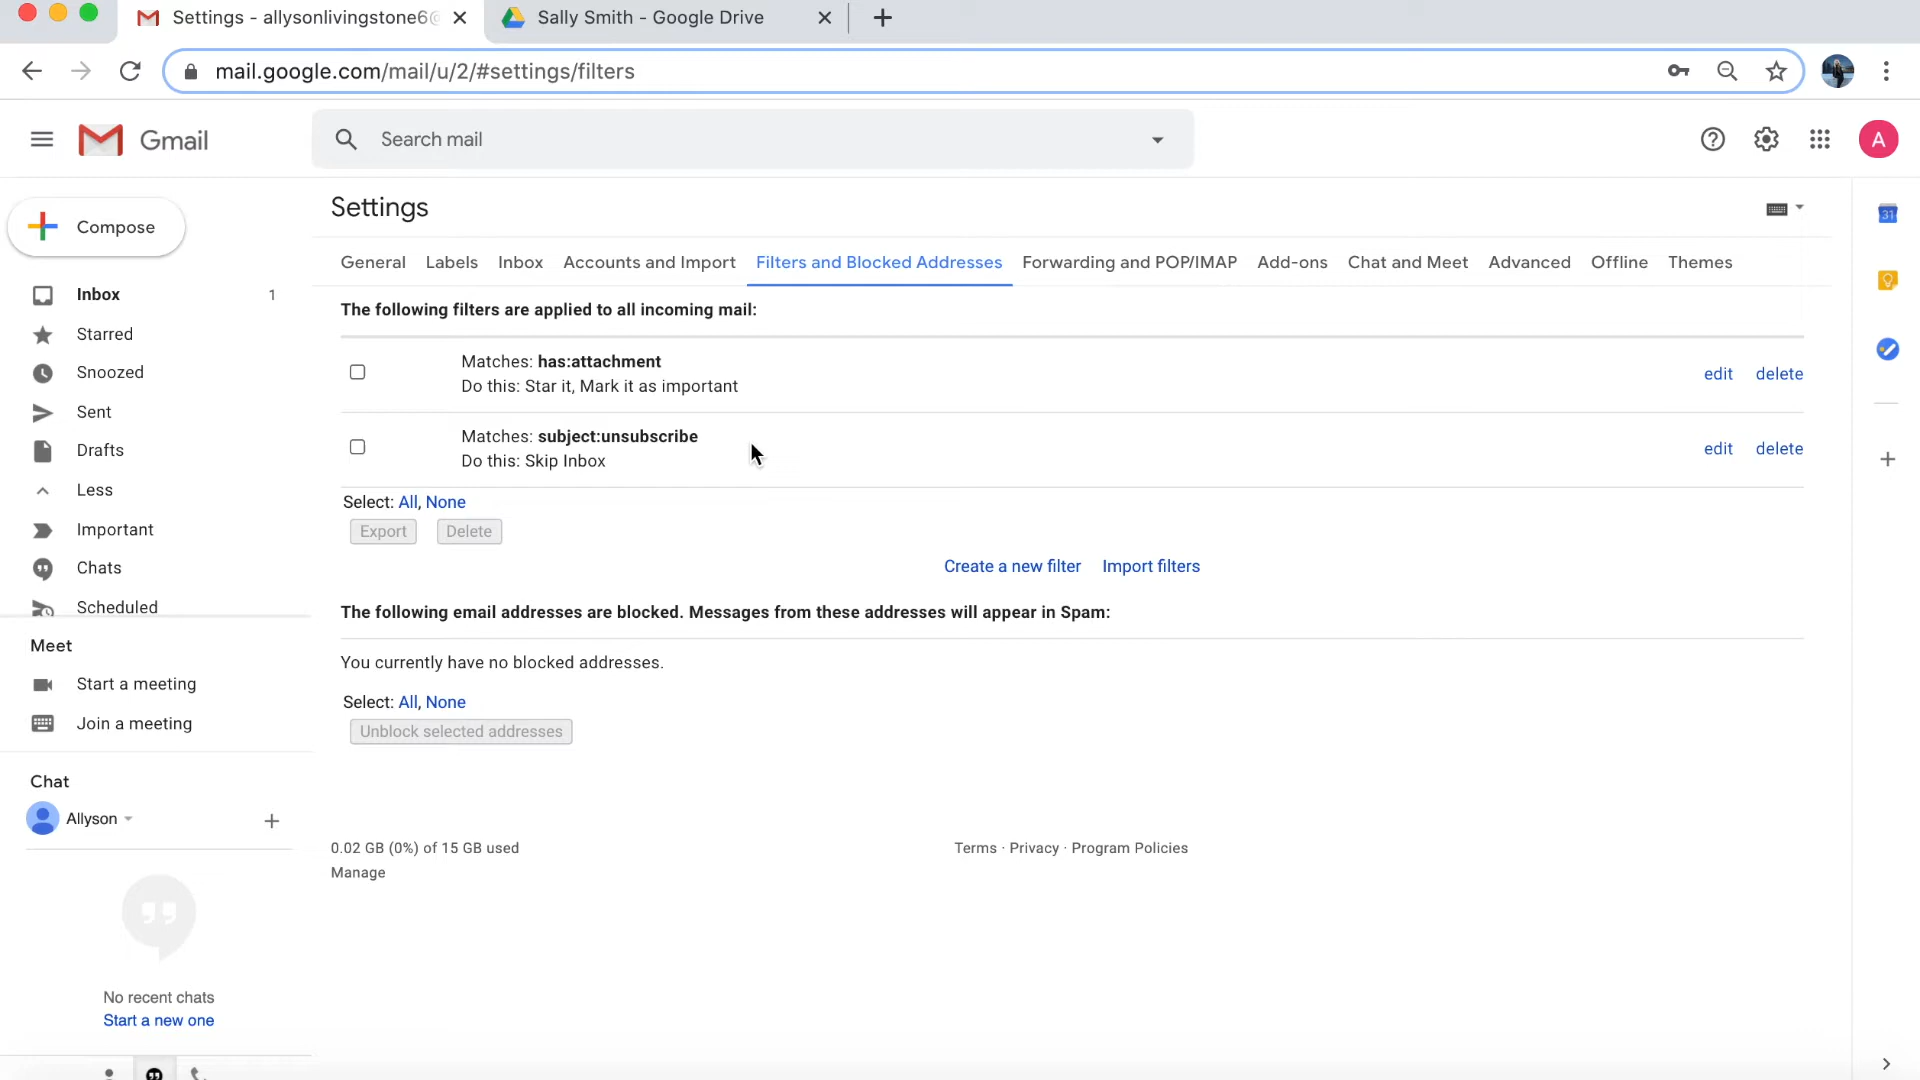 Settings - allysonlivingstone6@
Sally Smith - Google Drive
mail.google.com/mail/u/2/#settings/filters
Gmail
Search mail
A
Compose
Inbox 1
Starred
Snoozed
Sent
Drafts
Less
Important
Chats
Scheduled
Meet
Start a meeting
Join a meeting
Chat
Allyson
No recent chats
Start a new one
Settings
General Labels Inbox Accounts and Import Filters and Blocked Addresses Forwarding and POP/IMAP Add-ons Chat and Meet Advanced Offline Themes
The following filters are applied to all incoming mail:
Matches: has:attachment
Do this: Star it, Mark it as important
edit delete
Matches: subject:unsubscribe
Do this: Skip Inbox
edit delete
Select: All, None
Export Delete
Create a new filter Import filters
The following email addresses are blocked. Messages from these addresses will appear in Spam:
You currently have no blocked addresses.
Select: All, None
Unblock selected addresses
0.02 GB (0%) of 15 GB used
Manage
Terms · Privacy · Program Policies
31